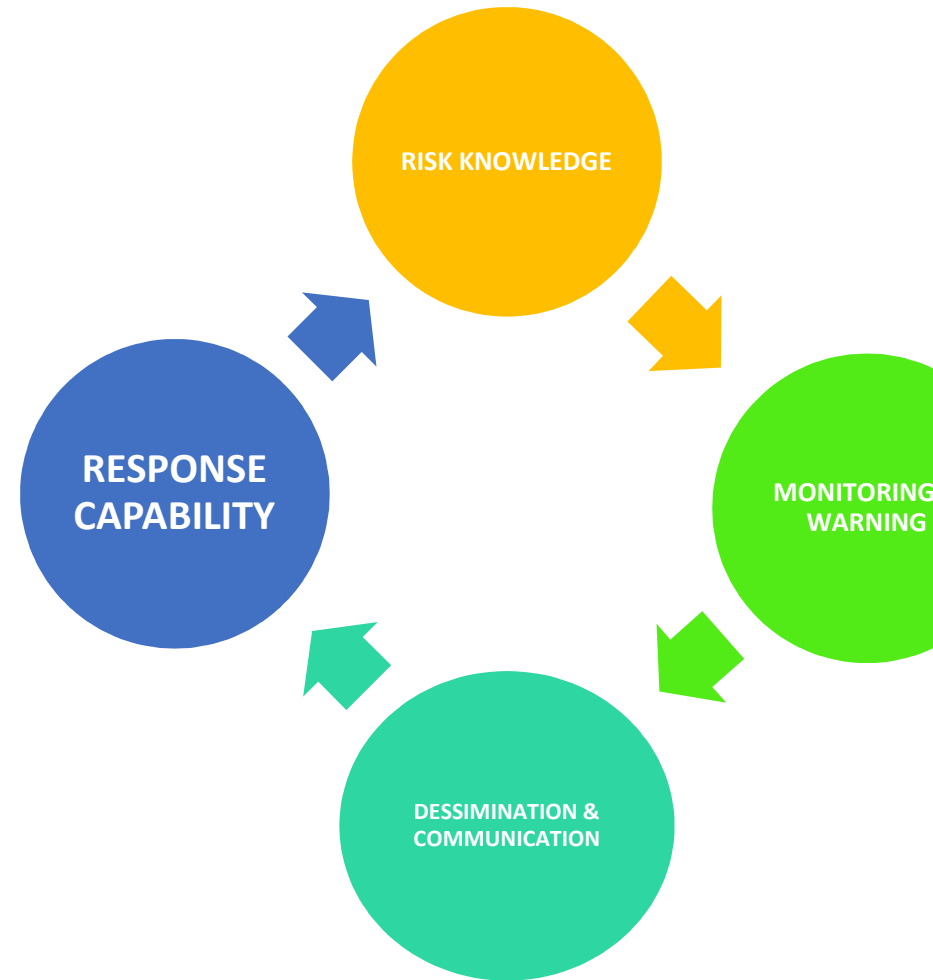 RISK KNOWLEDGE
RESPONSE
CAPABILITY
MONITORING
WARNING
DESSIMINATION &
COMMUNICATION